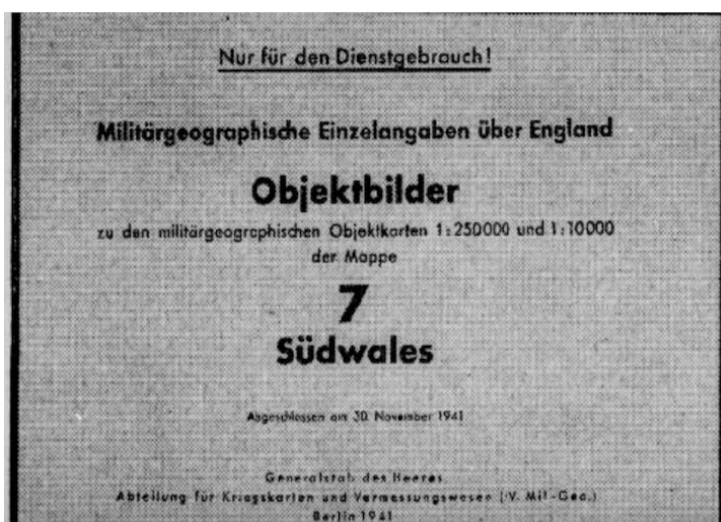 Nur für den Dienstgebrauch!
Militärgeographische Einzelangaben über England
Objektbilder
zu den militärgeographischen Objektkarten 1:250000 und 1:10000
der Mappe
7
Südwales
Abgeschlossen am 30. November 1941
Generalstab des Heeres
Abteilung für Kriegskarten und Vermessungswesen (IV. Mil-Geo.)
Berlin 1941